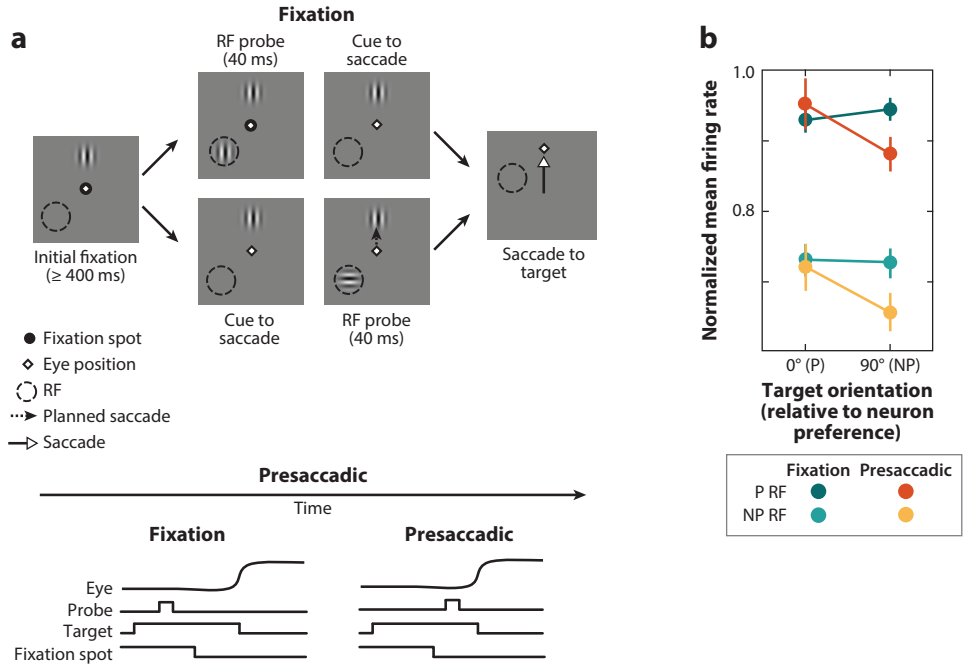 a
Fixation
RF probe
(40 ms)
Cue to
saccade
Initial fixation
(≥ 400 ms)
Cue to
saccade
RF probe
(40 ms)
Saccade to
target
Fixation spot
Eye position
RF
Planned saccade
Saccade
Presaccadic
Time
Fixation
Presaccadic
Eye
Probe
Target
Fixation spot
b
Normalized mean firing rate
1.0
0.8
0° (P)
90° (NP)
Target orientation
(relative to neuron
preference)
Fixation
Presaccadic
P RF
NP RF